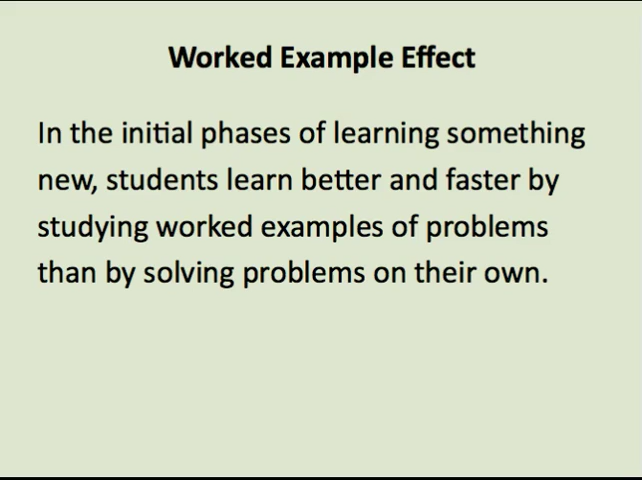 Worked Example Effect
In the initial phases of learning something
new, students learn better and faster by
studying worked examples of problems
than by solving problems on their own.